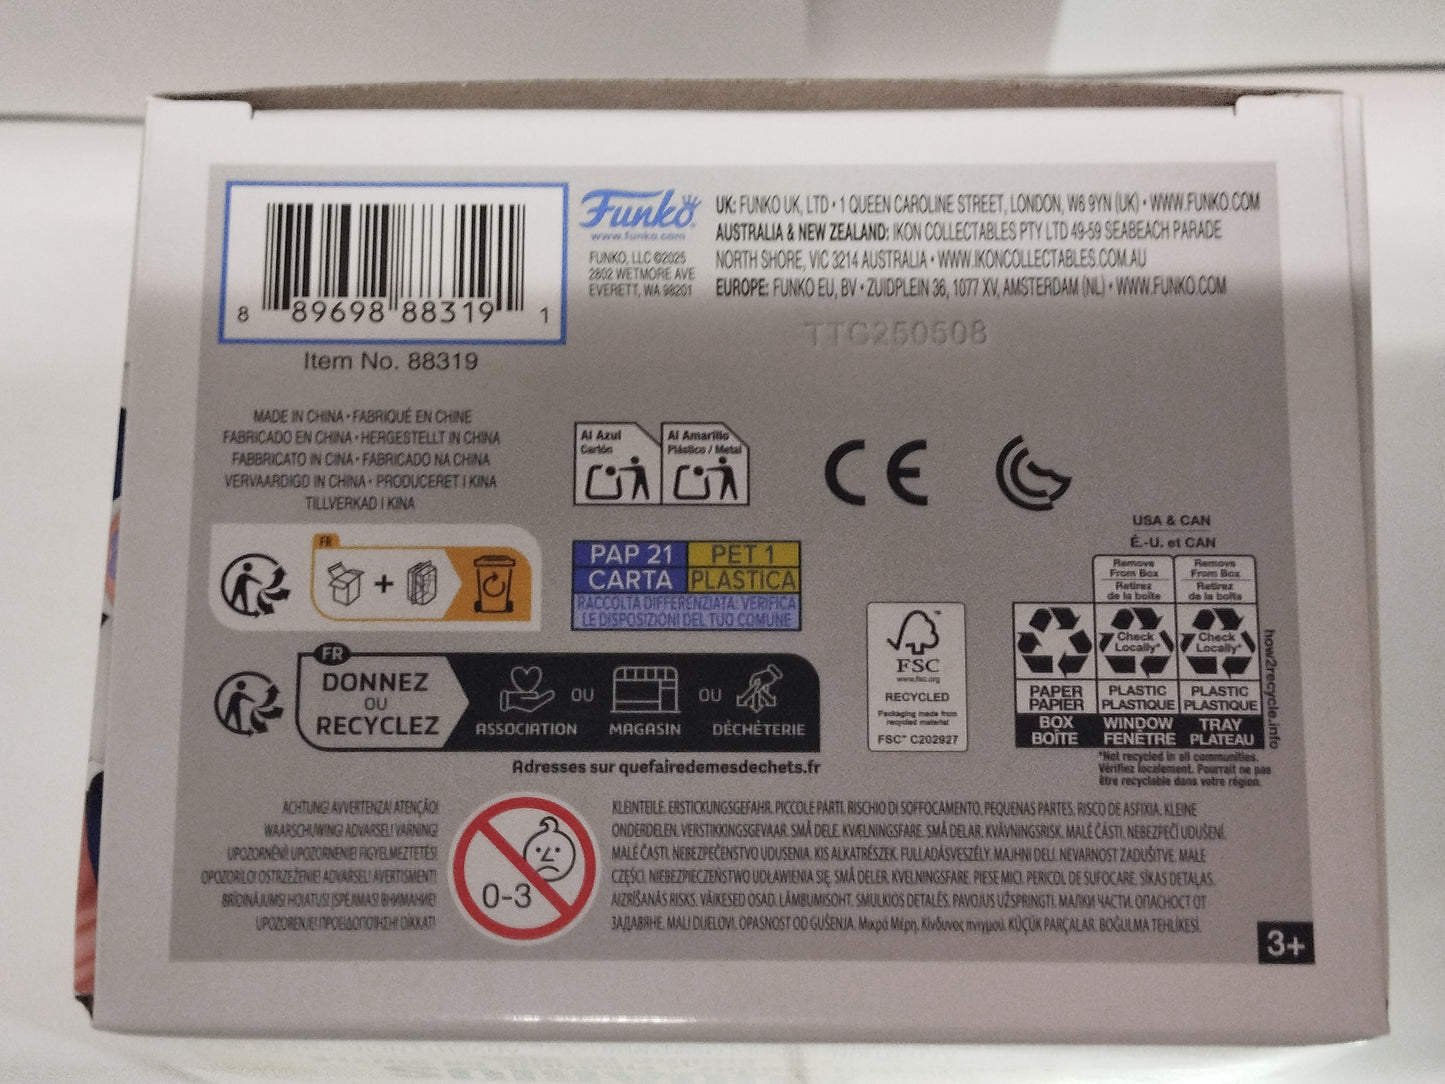 8 89698 88319 1
Item No. 88319
Funko
www.funko.com
FUNKO, LLC ©2025
2802 WETMORE AVE
EVERETT, WA 98201
UK: FUNKO UK, LTD • 1 QUEEN CAROLINE STREET, LONDON, W6 9YN (UK) • WWW.FUNKO.COM
AUSTRALIA & NEW ZEALAND: IKON COLLECTABLES PTY LTD 49-59 SEABEACH PARADE
NORTH SHORE, VIC 3214 AUSTRALIA • WWW.IKONCOLLECTABLES.COM.AU
EUROPE: FUNKO EU, BV • ZUIDPLEIN 36, 1077 XV, AMSTERDAM (NL) • WWW.FUNKO.COM
TTG250508
MADE IN CHINA • FABRIQUÉ EN CHINE
FABRICADO EN CHINA • HERGESTELLT IN CHINA
FABBRICATO IN CINA • FABRICADO NA CHINA
VERVAARDIGD IN CHINA • PRODUCERET I KINA
TILLVERKAD I KINA
Al Azul
Cartón
Al Amarillo
Plástico / Metal
CE
FR
PAP 21
CARTA
PET 1
PLASTICA
RACCOLTA DIFFERENZIATA. VERIFICA
LE DISPOSIZIONI DEL TUO COMUNE
FR
DONNEZ
OU
RECYCLEZ
ASSOCIATION
OU
MAGASIN
OU
DÉCHÈTERIE
Adresses sur quefairedemesdechets.fr
FSC
www.fsc.org
RECYCLED
Packaging made from
recycled material
FSC™ C202927
USA & CAN
É.-U. et CAN
Remove
From Box
Retirez
de la boîte
Remove
From Box
Retirez
de la boîte
Check
Locally*
Check
Locally*
PAPER
PAPIER
PLASTIC
PLASTIQUE
PLASTIC
PLASTIQUE
BOX
BOÎTE
WINDOW
FENÊTRE
TRAY
PLATEAU
how2recycle.info
*Not recycled in all communities.
Vérifiez localement. Pourrait ne pas
être recyclable dans votre région.
ACHTUNG! AVVERTENZA! ATENÇÃO!
WAARSCHUWING! ADVARSEL! VARNING!
UPOZORNĚNÍ! UPOZORNENIE! FIGYELMEZTETÉS!
OPOZORILO! OSTRZEŻENIE! ADVARSEL! AVERTISMENT!
BRĪDINĀJUMS! HOIATUS! ĮSPĖJIMAS! ВНИМАНИЕ!
UPOZORENJE! ΠΡΟΕΙΔΟΠΟΙΗΣΗ! DİKKAT!
0-3
KLEINTEILE. ERSTICKUNGSGEFAHR. PICCOLE PARTI. RISCHIO DI SOFFOCAMENTO. PEQUENAS PARTES. RISCO DE ASFIXIA. KLEINE
ONDERDELEN. VERSTIKKINGSGEVAAR. SMÅ DELE. KVÆLNINGSFARE. SMÅ DELAR. KVÄVNINGSRISK. MALÉ ČÁSTI. NEBEZPEČÍ UDUŠENÍ.
MALÉ ČASTI. NEBEZPEČENSTVO UDUSENIA. KIS ALKATRÉSZEK. FULLADÁSVESZÉLY. MAJHNI DELI. NEVARNOST ZADUŠITVE. MAŁE
CZĘŚCI. NIEBEZPIECZEŃSTWO UDŁAWIENIA SIĘ. SMÅ DELER. KVELNINGSFARE. PIESE MICI. PERICOL DE SUFOCARE. SĪKAS DETAĻAS.
AIZRĪŠANĀS RISKS. VÄIKESED OSAD. LÄMBUMISOHT. SMULKIOS DETALĖS. PAVOJUS UŽSPRINGTI. МАЛКИ ЧАСТИ. ОПАСНОСТ ОТ
ЗАДАВЯНЕ. MALI DIJELOVI. OPASNOST OD GUŠENJA. Μικρά Μέρη. Κίνδυνος πνιγμού. KÜÇÜK PARÇALAR. BOĞULMA TEHLİKESİ.
3+